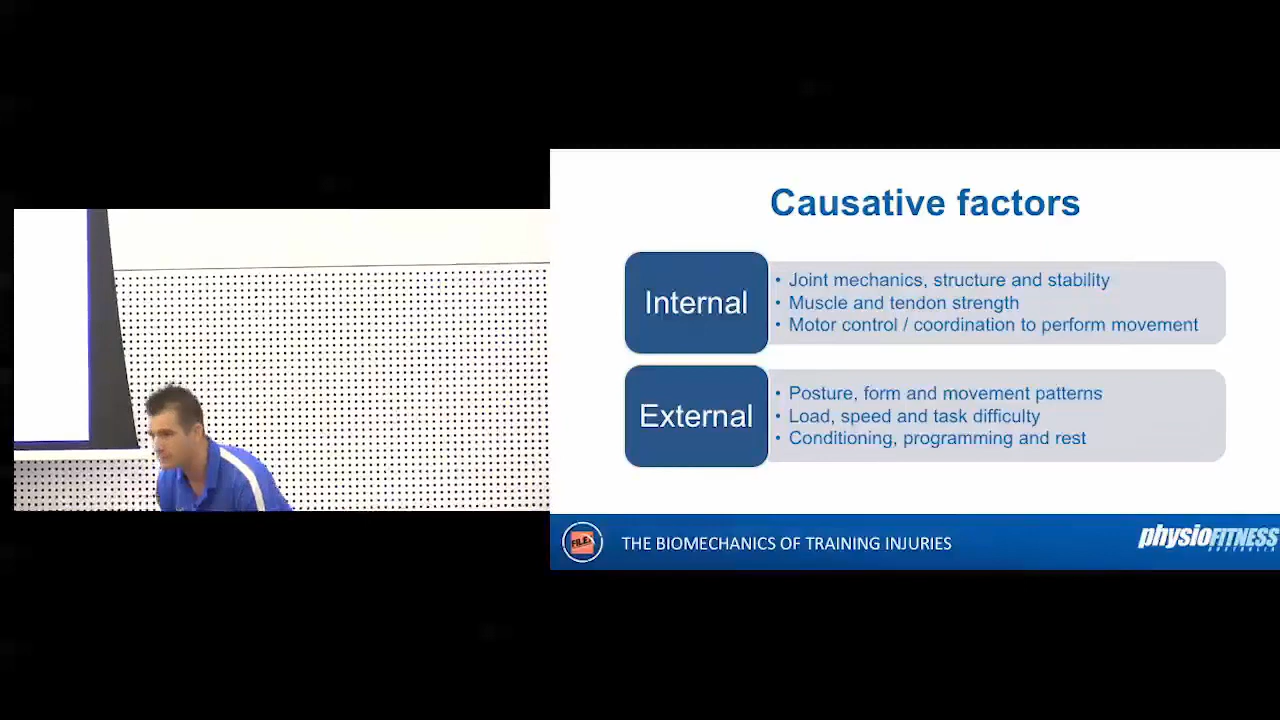 Causative factors
Internal
• Joint mechanics, structure and stability
• Muscle and tendon strength
• Motor control / coordination to perform movement
External
• Posture, form and movement patterns
• Load, speed and task difficulty
• Conditioning, programming and rest
FILEX
THE BIOMECHANICS OF TRAINING INJURIES
physioFITNESS
AUSTRALIA